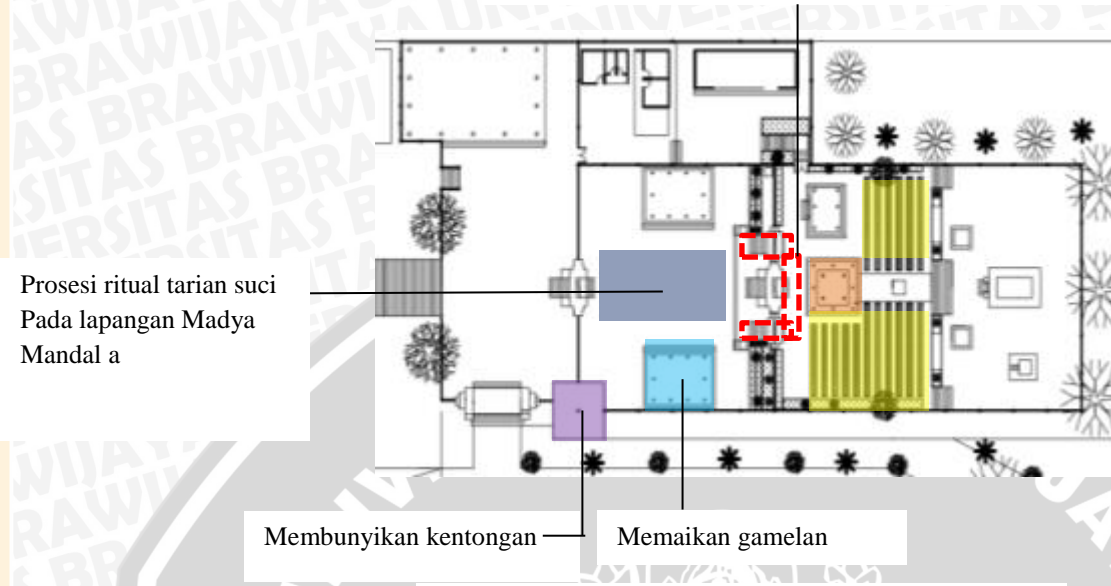 Prosesi ritual tarian suci
Pada lapangan Madya
Mandal a
Membunyikan kentongan
Memaikan gamelan